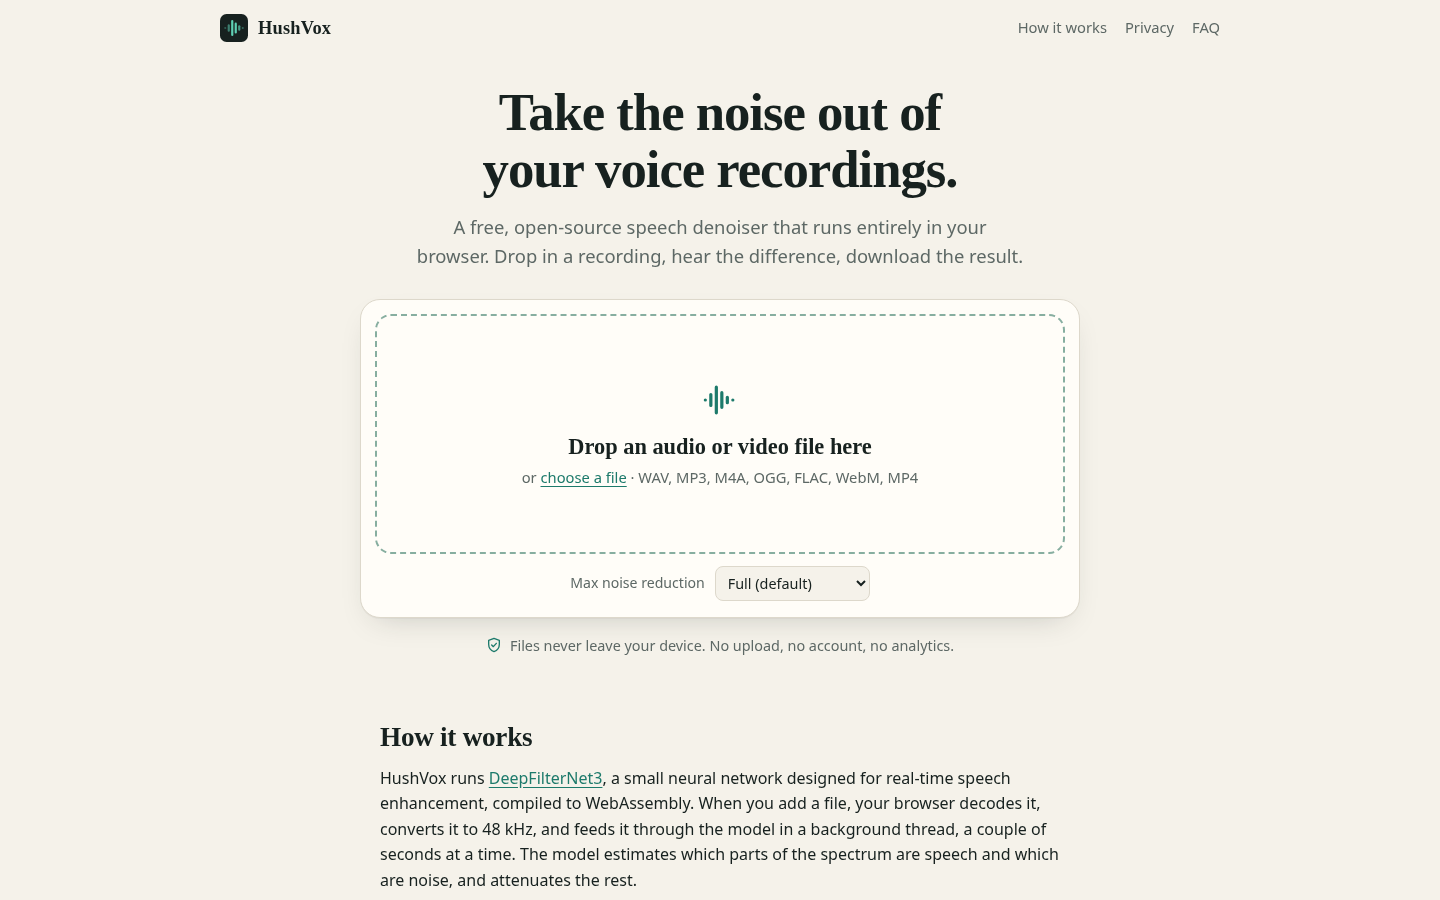 HushVox
How it works
Privacy
FAQ
Take the noise out of
your voice recordings.
A free, open-source speech denoiser that runs entirely in your
browser. Drop in a recording, hear the difference, download the result.
Drop an audio or video file here
or choose a file · WAV, MP3, M4A, OGG, FLAC, WebM, MP4
Max noise reduction Full (default)
Files never leave your device. No upload, no account, no analytics.
How it works
HushVox runs DeepFilterNet3, a small neural network designed for real-time speech
enhancement, compiled to WebAssembly. When you add a file, your browser decodes it,
converts it to 48 kHz, and feeds it through the model in a background thread, a couple of
seconds at a time. The model estimates which parts of the spectrum are speech and which
are noise, and attenuates the rest.